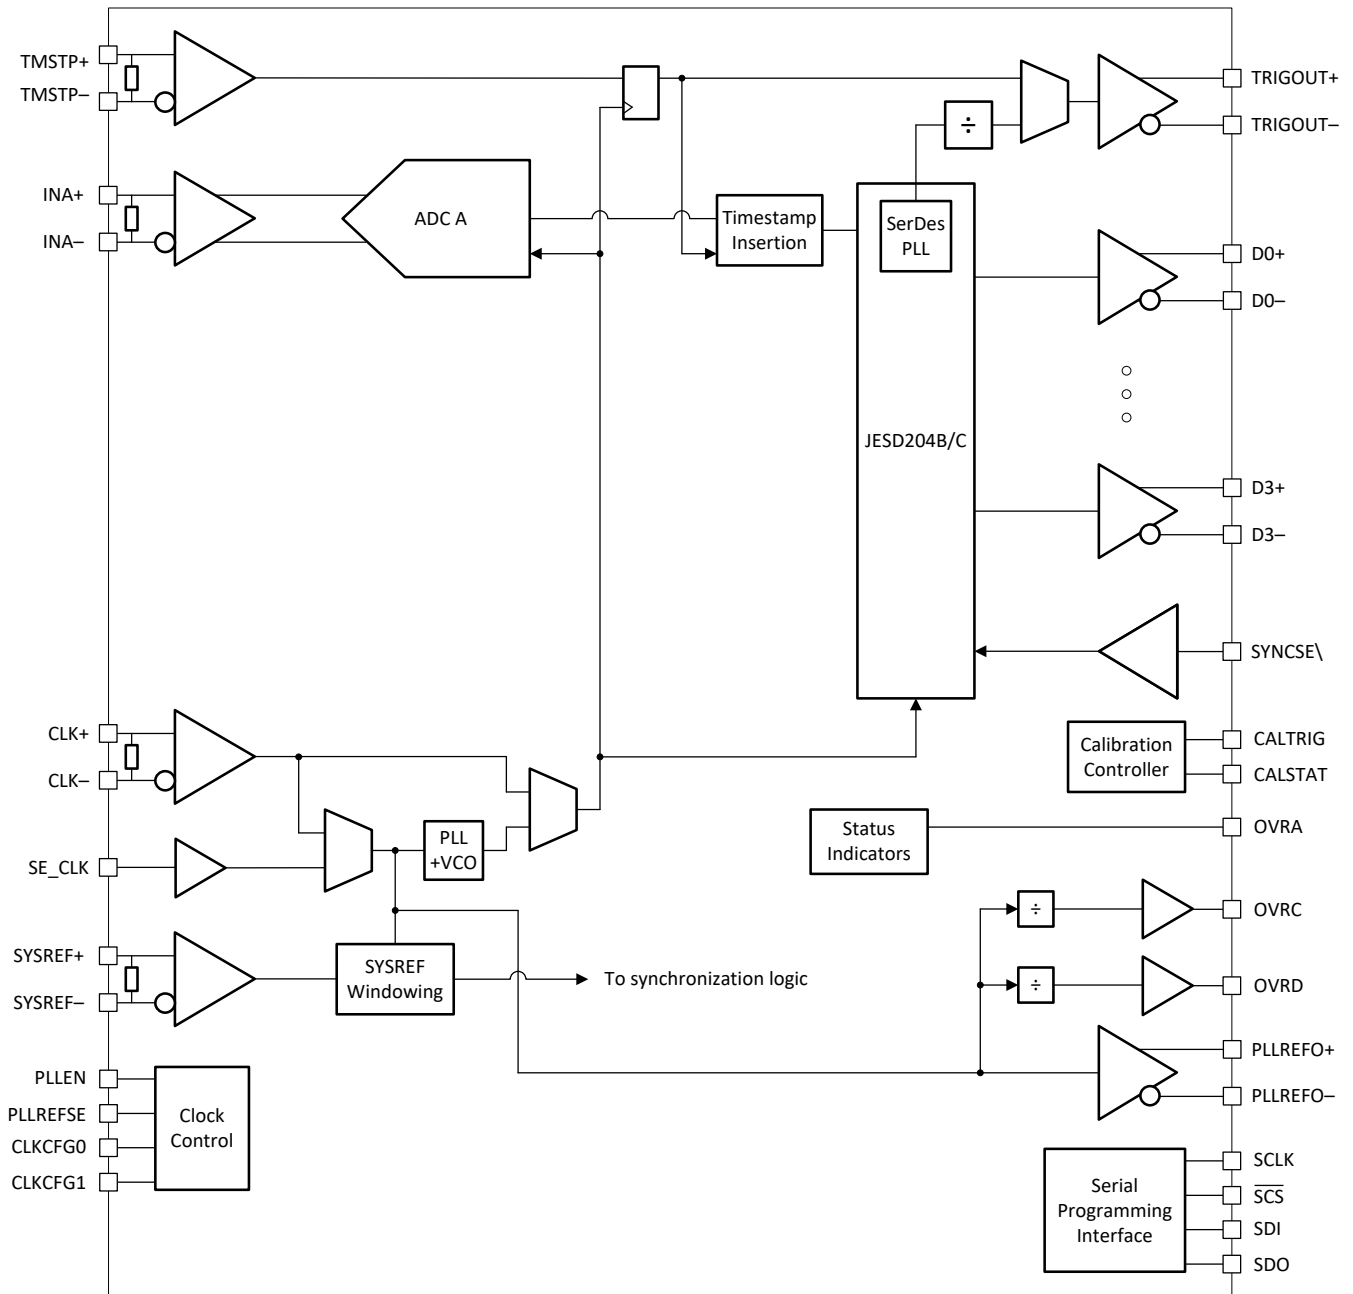 TMSTP+
TMSTP–
TRIGOUT+
÷
TRIGOUT–
INA+
INA–
ADC A
Timestamp
Insertion
SerDes
PLL
D0+
D0–
JESD204B/C
D3+
D3–
SYNCSE\
CLK+
CLK–
Calibration
Controller
CALTRIG
CALSTAT
PLL
+VCO
Status
Indicators
OVRA
SE_CLK
÷
OVRC
SYSREF+
SYSREF–
SYSREF
Windowing
To synchronization logic
÷
OVRD
PLLREFO+
PLLREFO–
PLLEN
PLLREFSE
CLKCFG0
CLKCFG1
Clock
Control
Serial
Programming
Interface
SCLK
SCS
SDI
SDO